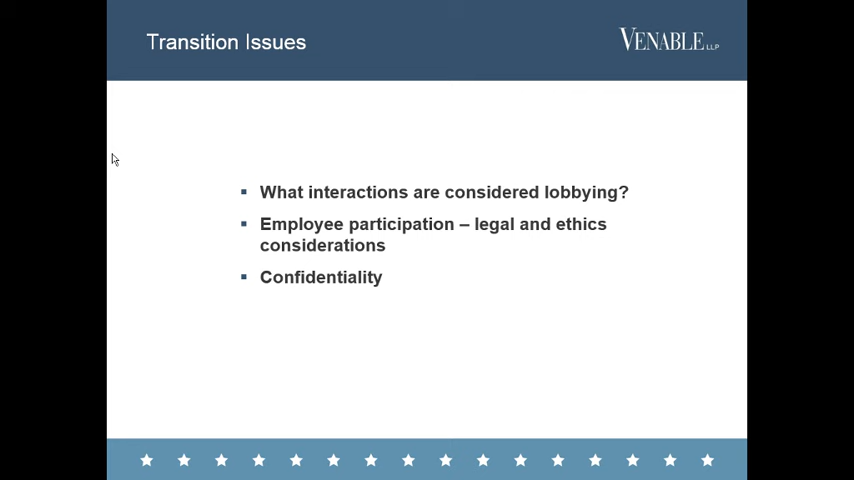 Transition Issues
VENABLE LLP
▪ What interactions are considered lobbying?
▪ Employee participation – legal and ethics
considerations
▪ Confidentiality